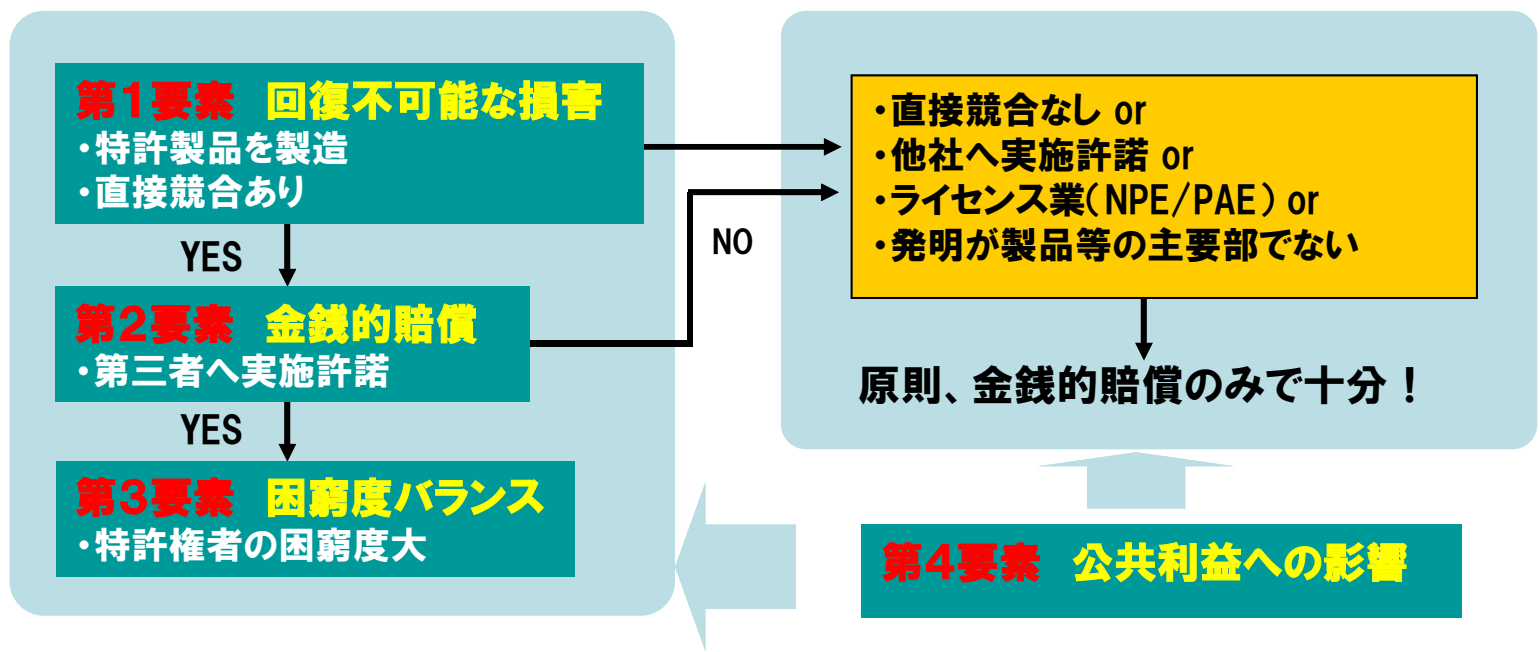 第1要素 回復不可能な損害
・特許製品を製造
・直接競合あり
YES
第2要素 金銭的賠償
・第三者へ実施許諾
YES
第3要素 困窮度バランス
・特許権者の困窮度大
NO
・直接競合なし or
・他社へ実施許諾 or
・ライセンス業(NPE/PAE) or
・発明が製品等の主要部でない
原則、金銭的賠償のみで十分！
第4要素 公共利益への影響